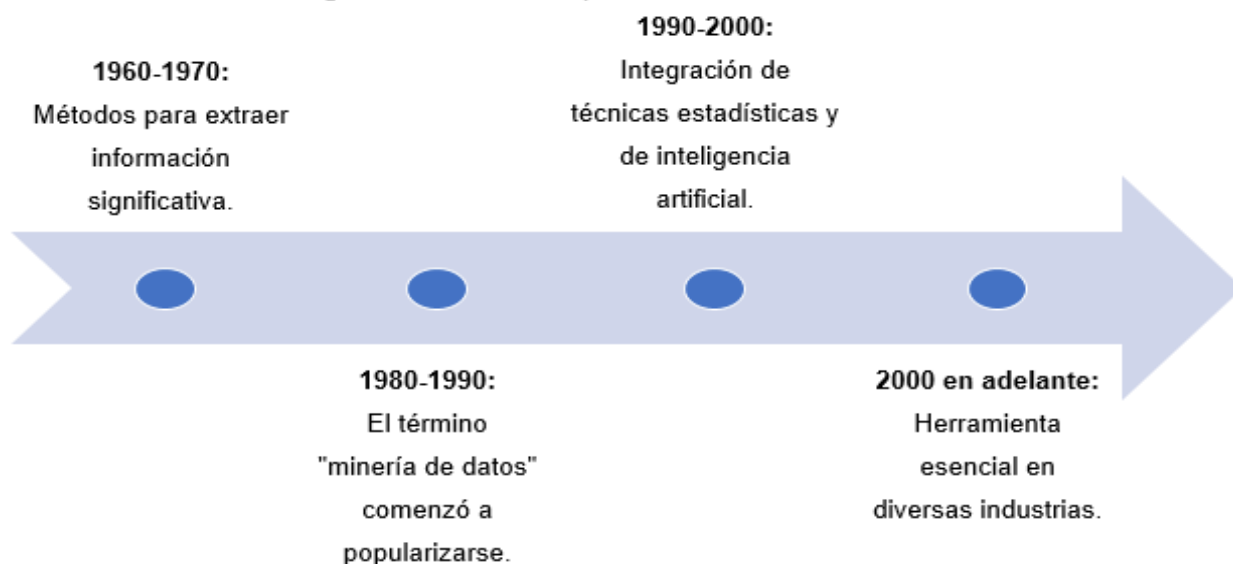 1960-1970:
Métodos para extraer
información
significativa.
1980-1990:
El término
"minería de datos"
comenzó a
popularizarse.
1990-2000:
Integración de
técnicas estadísticas y
de inteligencia
artificial.
2000 en adelante:
Herramienta
esencial en
diversas industrias.